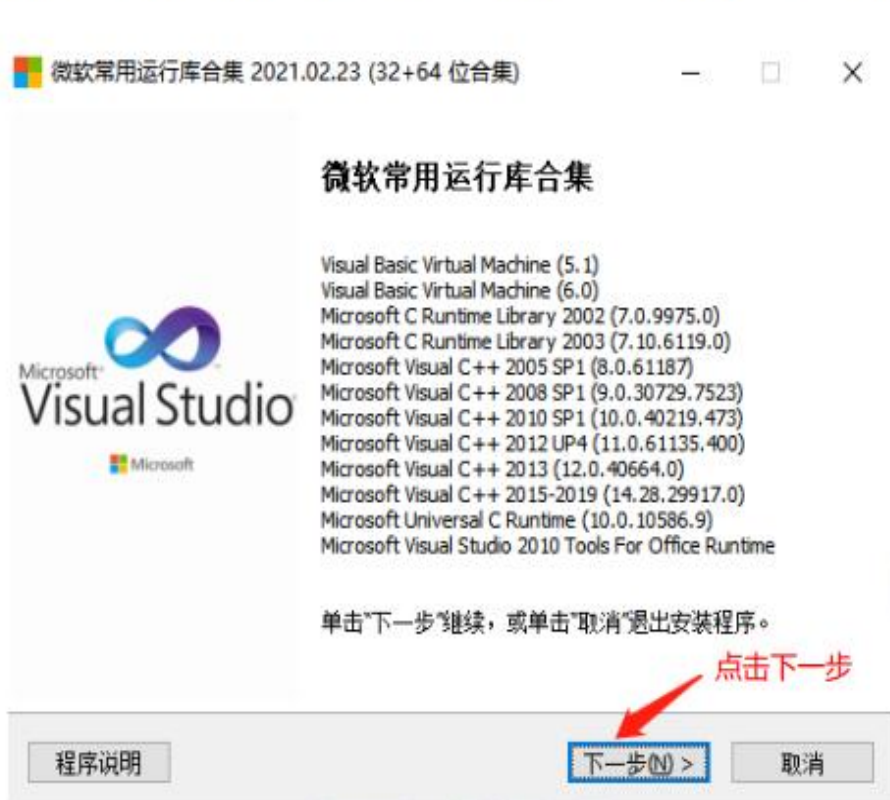 微软常用运行库合集 2021.02.23 (32+64 位合集)
微软常用运行库合集
Visual Basic Virtual Machine (5.1)
Visual Basic Virtual Machine (6.0)
Microsoft C Runtime Library 2002 (7.0.9975.0)
Microsoft C Runtime Library 2003 (7.10.6119.0)
Microsoft Visual C++ 2005 SP1 (8.0.61187)
Microsoft Visual C++ 2008 SP1 (9.0.30729.7523)
Microsoft Visual C++ 2010 SP1 (10.0.40219.473)
Microsoft Visual C++ 2012 UP4 (11.0.61135.400)
Microsoft Visual C++ 2013 (12.0.40664.0)
Microsoft Visual C++ 2015-2019 (14.28.29917.0)
Microsoft Universal C Runtime (10.0.10586.9)
Microsoft Visual Studio 2010 Tools For Office Runtime
Microsoft
Visual Studio
Microsoft
单击"下一步"继续，或单击"取消"退出安装程序。
点击下一步
程序说明
下一步(N) >
取消